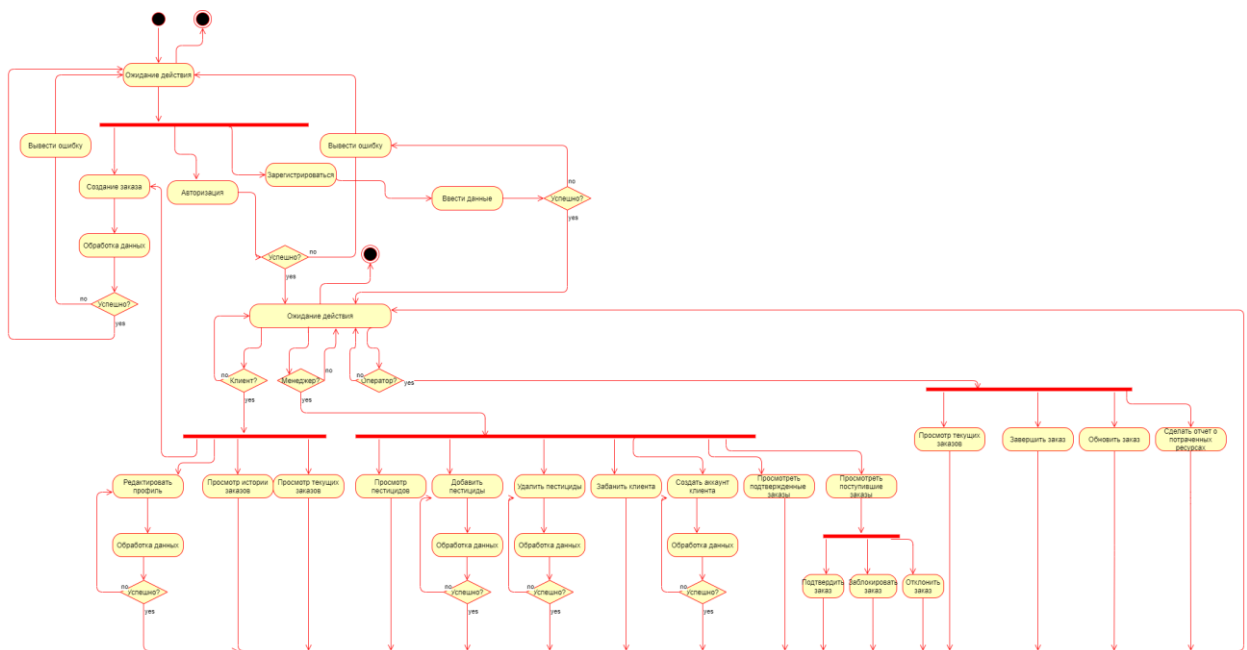 Ожидание действия
Вывести ошибку
Вывести ошибку
Зарегистрироваться
Создание заказа
Авторизация
Ввести данные
no
Успешно?
yes
Обработка данных
Успешно?
no
yes
no
Успешно?
yes
Ожидание действия
no
Клиент?
yes
Менеджер?
no
yes
no
Оператор?
yes
Просмотр текущих
заказов
Завершить заказ
Обновить заказ
Сделать отчет о
потраченных
ресурсах
Редактировать
профиль
Просмотр истории
заказов
Просмотр текущих
заказов
Просмотр
пестицидов
Добавить
пестициды
Удалить пестициды
Забанить клиента
Создать аккаунт
клиента
Просмотреть
подтвержденные
заказы
Просмотреть
поступившие
заказы
Обработка данных
Обработка данных
Обработка данных
Обработка данных
no
Успешно?
yes
no
Успешно?
yes
no
Успешно?
yes
no
Успешно?
yes
Подтвердить
заказ
Заблокировать
заказ
Отклонить
заказ